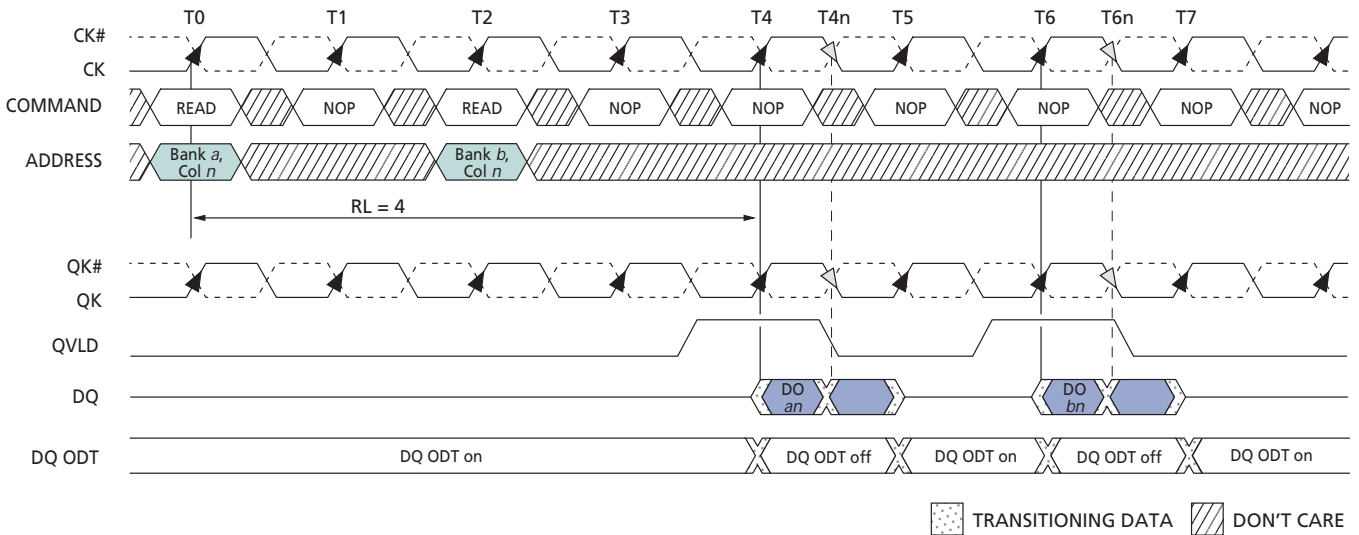 T0 T1 T2 T3 T4 T4n T5 T6 T6n T7
CK#
CK
COMMAND READ NOP READ NOP NOP NOP NOP NOP NOP
ADDRESS Bank a, Col n Bank b, Col n
RL = 4
QK#
QK
QVLD
DQ DO an DO bn
DQ ODT DQ ODT on DQ ODT off DQ ODT on DQ ODT off DQ ODT on
TRANSITIONING DATA DON'T CARE